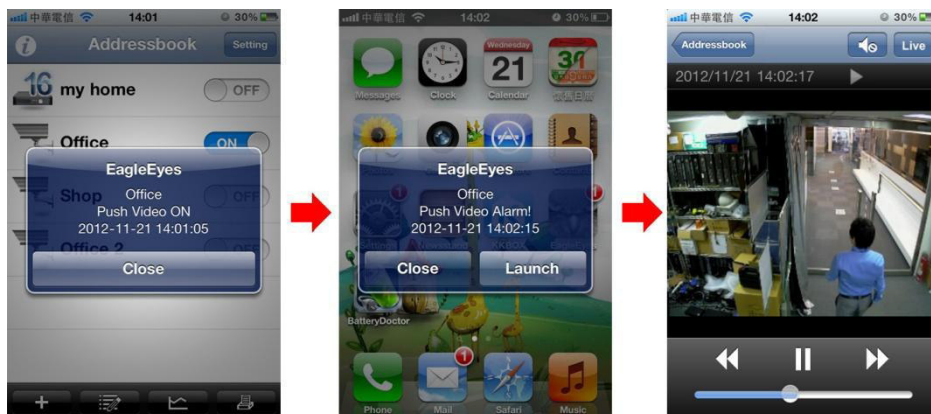 中華電信 14:01 30%
Addressbook Setting
16 my home OFF
Office ON
EagleEyes
Office
Push Video ON
2012-11-21 14:01:05
Close
Shop OFF
Office 2 OFF
中華電信 14:02 30%
Wednesday
21 30
Messages Clock Calendar
EagleEyes
Office
Push Video Alarm!
2012-11-21 14:02:15
Close Launch
1
BatteryDoctor
1
Phone Mail Safari Music
中華電信 14:02 30%
Addressbook Live
2012/11/21 14:02:17